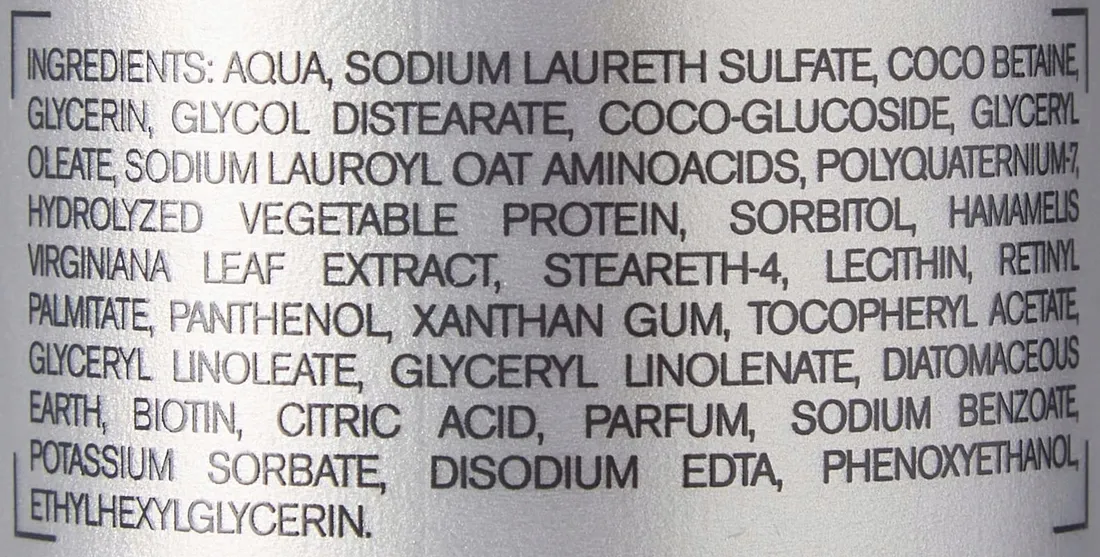 INGREDIENTS: AQUA, SODIUM LAURETH SULFATE, COCO BETAINE,
GLYCERIN, GLYCOL DISTEARATE, COCO-GLUCOSIDE, GLYCERYL
OLEATE, SODIUM LAUROYL OAT AMINOACIDS, POLYQUATERNIUM-7,
HYDROLYZED VEGETABLE PROTEIN, SORBITOL, HAMAMELIS
VIRGINIANA LEAF EXTRACT, STEARETH-4, LECITHIN, RETINYL
PALMITATE, PANTHENOL, XANTHAN GUM, TOCOPHERYL ACETATE,
GLYCERYL LINOLEATE, GLYCERYL LINOLENATE, DIATOMACEOUS
EARTH, BIOTIN, CITRIC ACID, PARFUM, SODIUM BENZOATE,
POTASSIUM SORBATE, DISODIUM EDTA, PHENOXYETHANOL,
ETHYLHEXYLGLYCERIN.